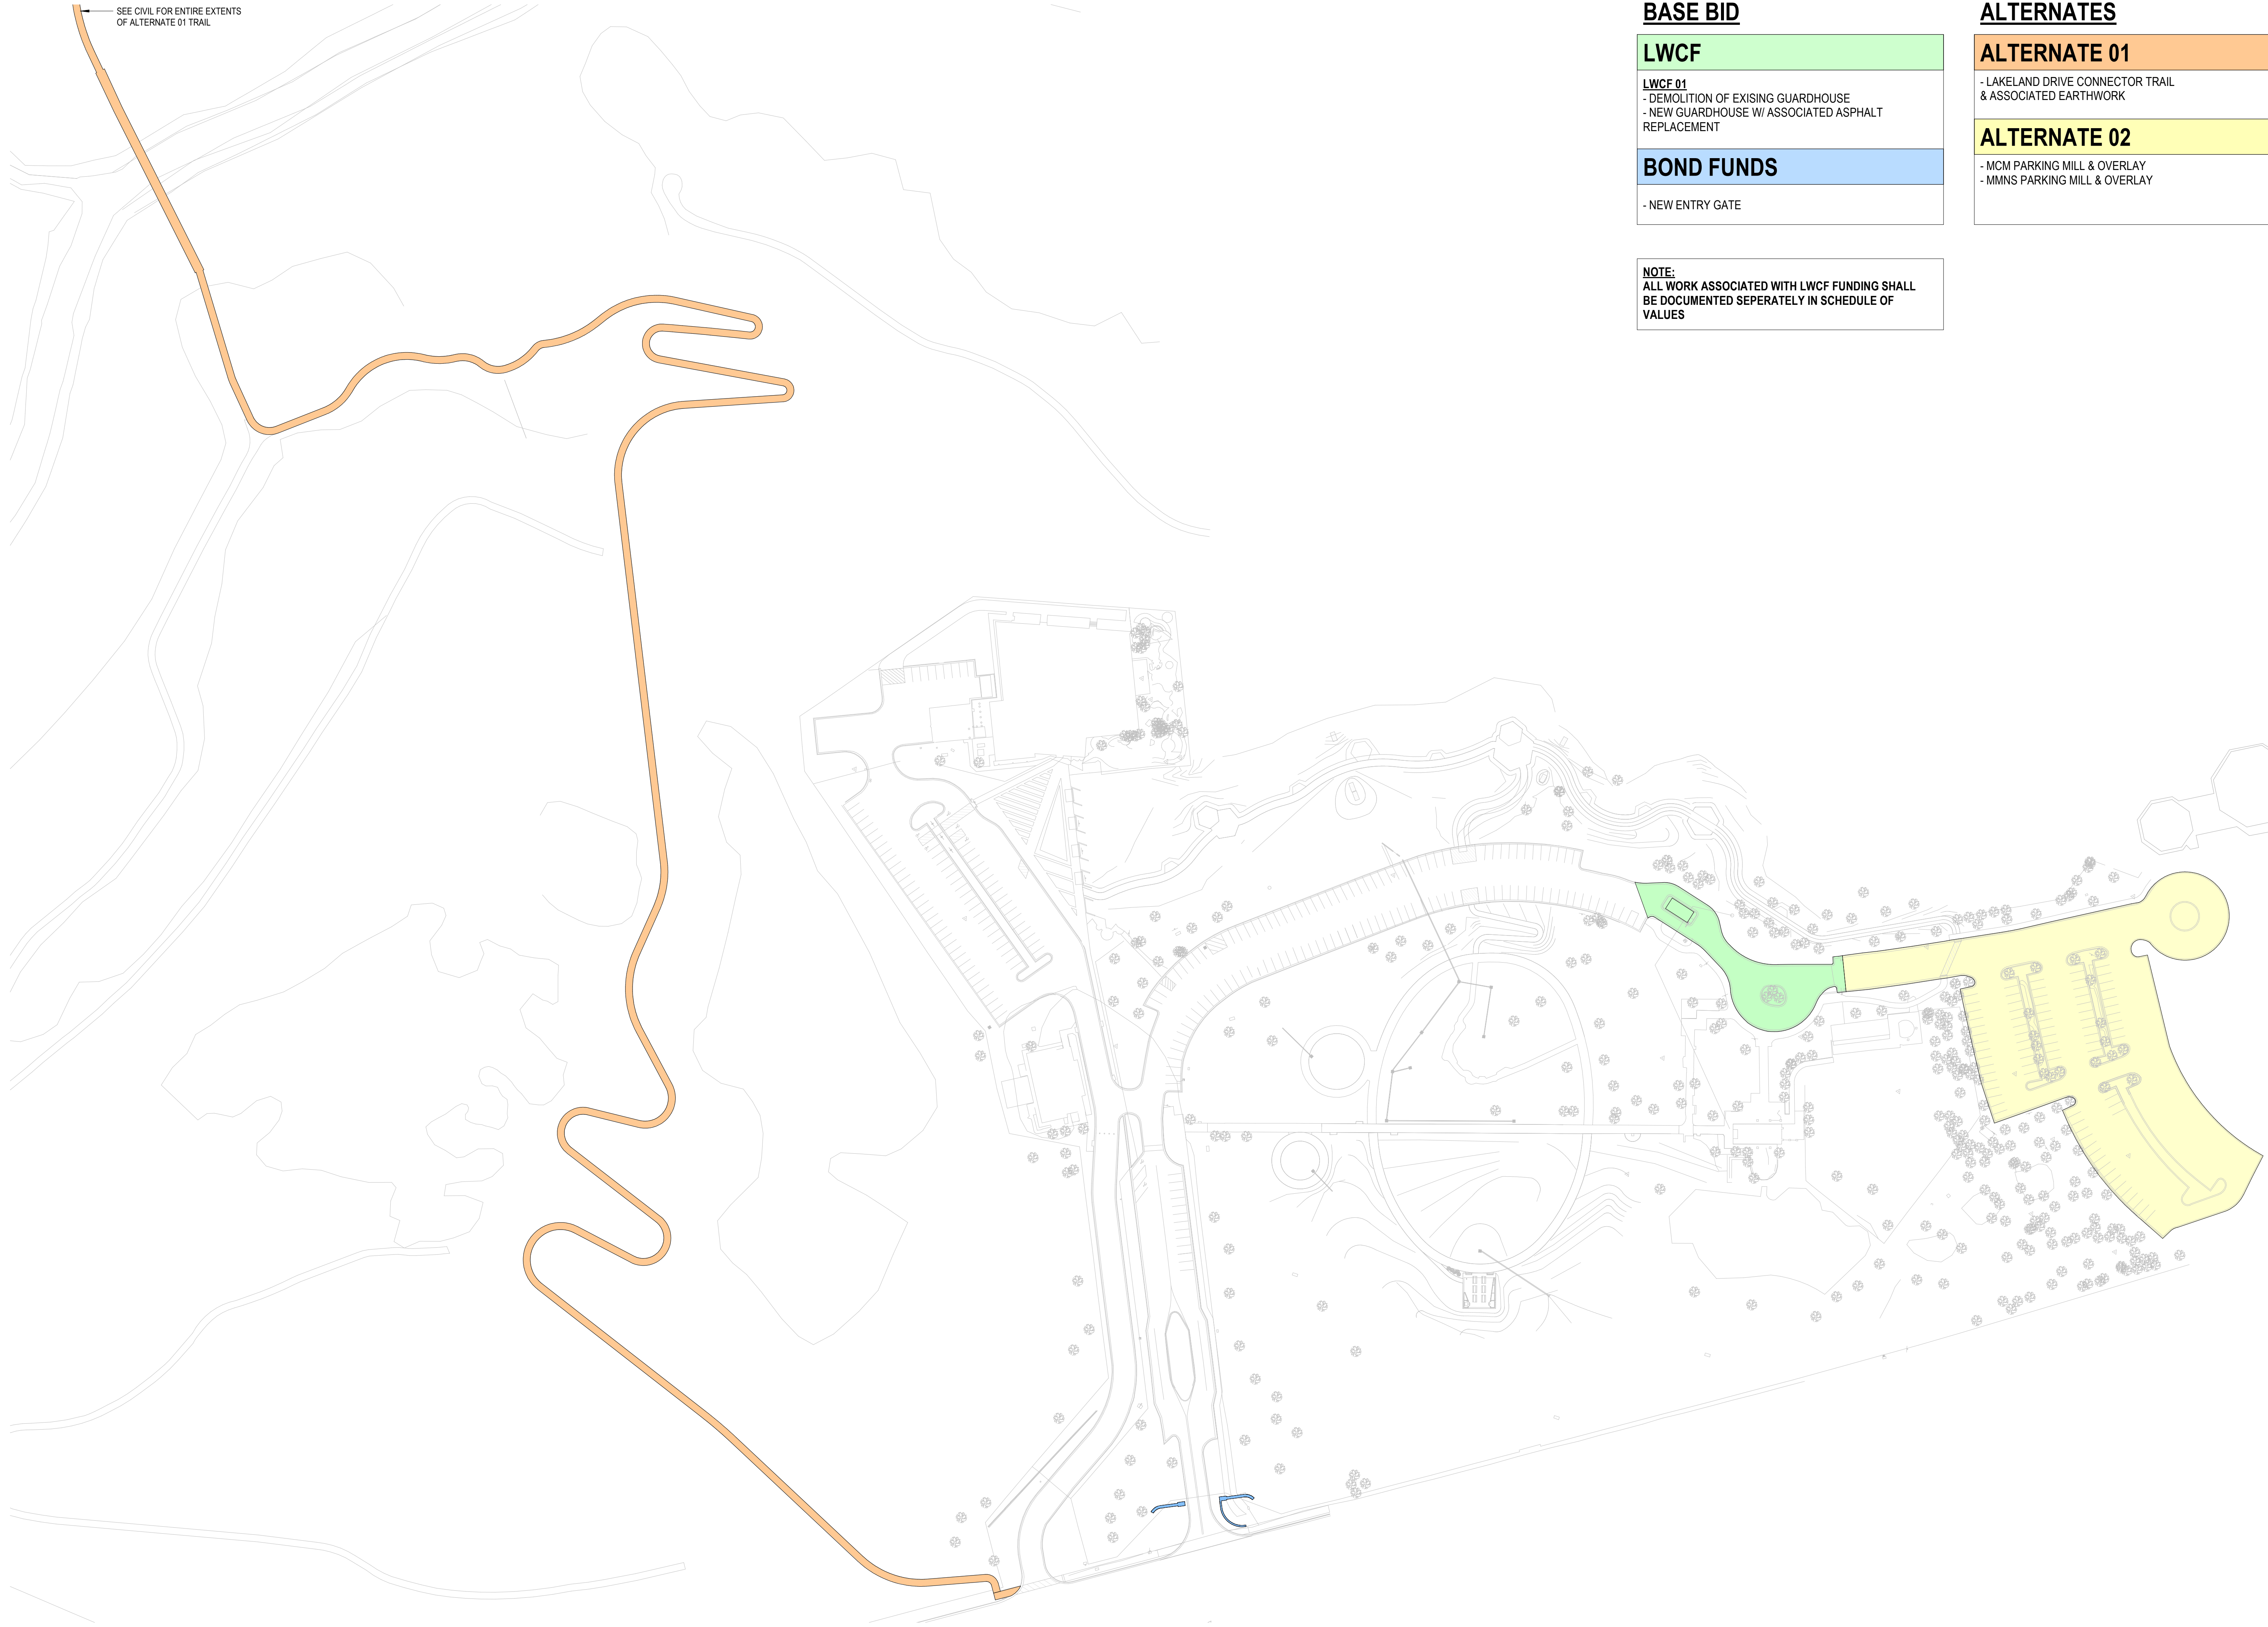 SEE CIVIL FOR ENTIRE EXTENTS
OF ALTERNATE 01 TRAIL
BASE BID
LWCF
LWCF 01
- DEMOLITION OF EXISING GUARDHOUSE
- NEW GUARDHOUSE W/ ASSOCIATED ASPHALT
REPLACEMENT
BOND FUNDS
- NEW ENTRY GATE
NOTE:
ALL WORK ASSOCIATED WITH LWCF FUNDING SHALL
BE DOCUMENTED SEPERATELY IN SCHEDULE OF
VALUES
ALTERNATES
ALTERNATE 01
- LAKELAND DRIVE CONNECTOR TRAIL
& ASSOCIATED EARTHWORK
ALTERNATE 02
- MCM PARKING MILL & OVERLAY
- MMNS PARKING MILL & OVERLAY